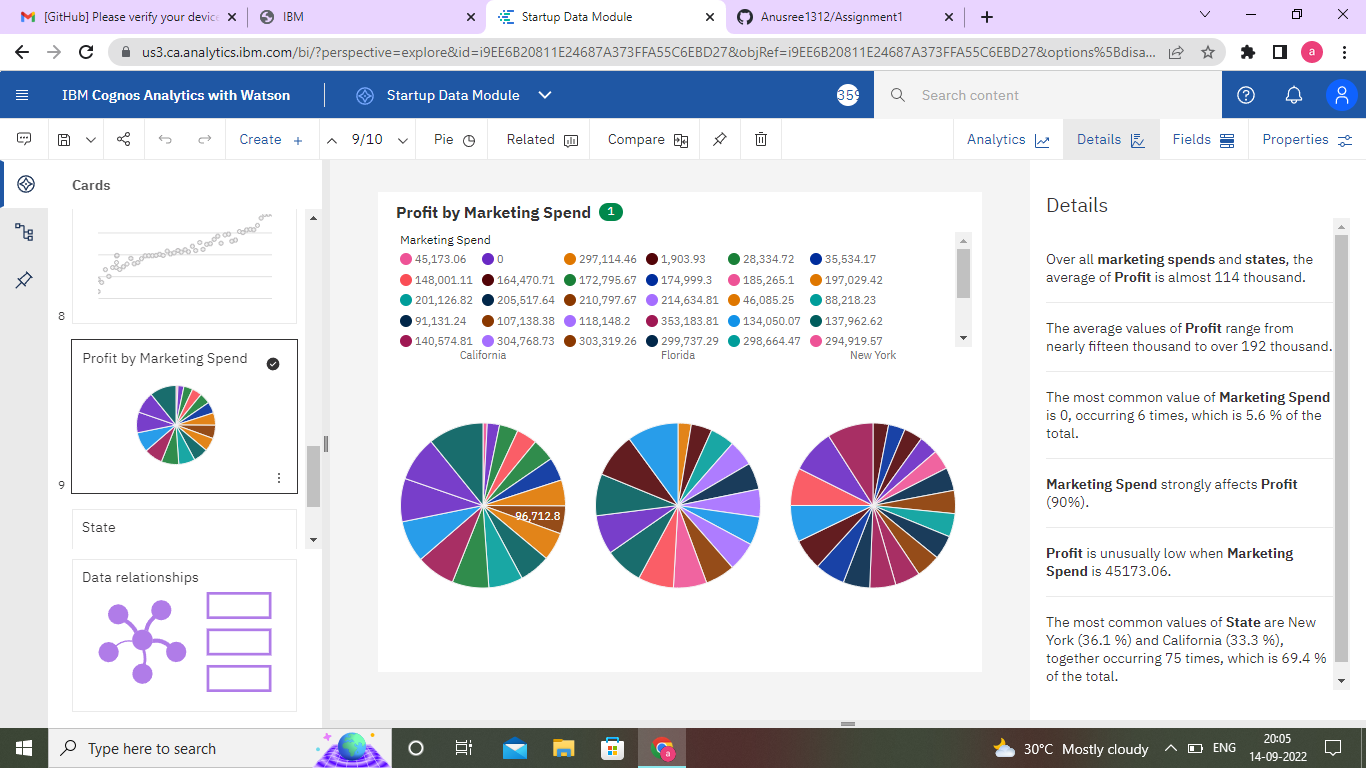 [GitHub] Please verify your device
IBM
Startup Data Module
Anusree1312/Assignment1
us3.ca.analytics.ibm.com/bi/?perspective=explore&id=i9EE6B20811E24687A373FFA55C6EBD27&objRef=i9EE6B20811E24687A373FFA55C6EBD27&options%5Bdisa...
a
IBM Cognos Analytics with Watson
Startup Data Module
359
Search content
Create +
9/10
Pie
Related
Compare
Analytics
Details
Fields
Properties
Cards
8
Profit by Marketing Spend
9
State
Data relationships
Profit by Marketing Spend 1
Marketing Spend
45,173.06 0 297,114.46 1,903.93 28,334.72 35,534.17
148,001.11 164,470.71 172,795.67 174,999.3 185,265.1 197,029.42
201,126.82 205,517.64 210,797.67 214,634.81 46,085.25 88,218.23
91,131.24 107,138.38 118,148.2 353,183.81 134,050.07 137,962.62
140,574.81 304,768.73 303,319.26 299,737.29 298,664.47 294,919.57
California Florida New York
96,712.8
Details
Over all marketing spends and states, the
average of Profit is almost 114 thousand.
The average values of Profit range from
nearly fifteen thousand to over 192 thousand.
The most common value of Marketing Spend
is 0, occurring 6 times, which is 5.6 % of the
total.
Marketing Spend strongly affects Profit
(90%).
Profit is unusually low when Marketing
Spend is 45173.06.
The most common values of State are New
York (36.1 %) and California (33.3 %),
together occurring 75 times, which is 69.4 %
of the total.
Type here to search
a
30°C Mostly cloudy
ENG
20:05
14-09-2022